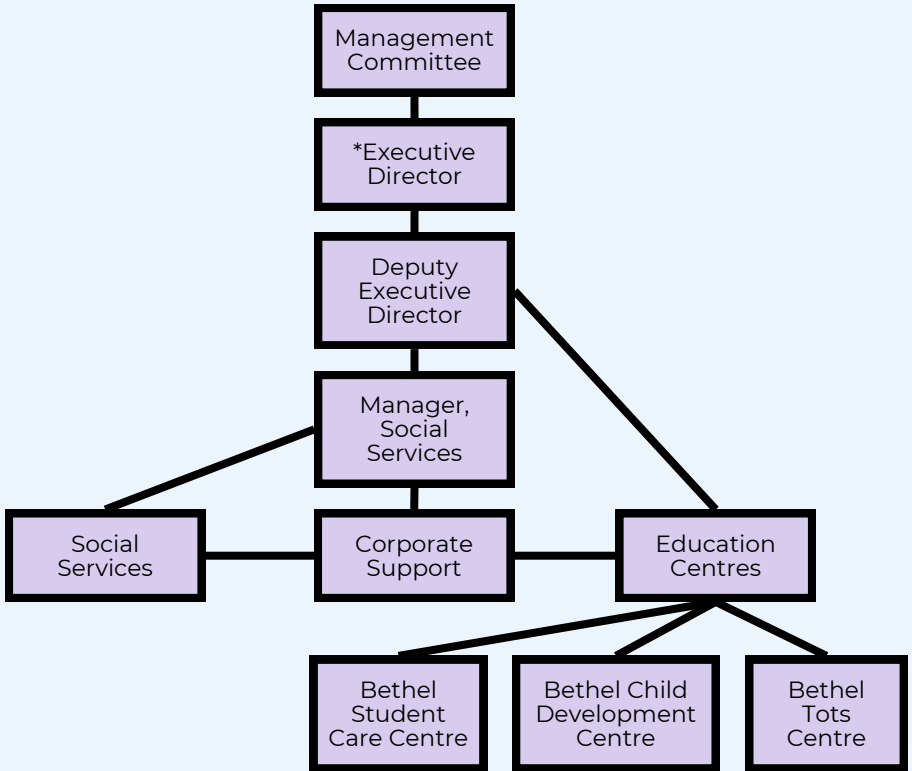 Management
Committee
*Executive
Director
Deputy
Executive
Director
Manager,
Social
Services
Social
Services
Corporate
Support
Education
Centres
Bethel
Student
Care Centre
Bethel Child
Development
Centre
Bethel
Tots
Centre